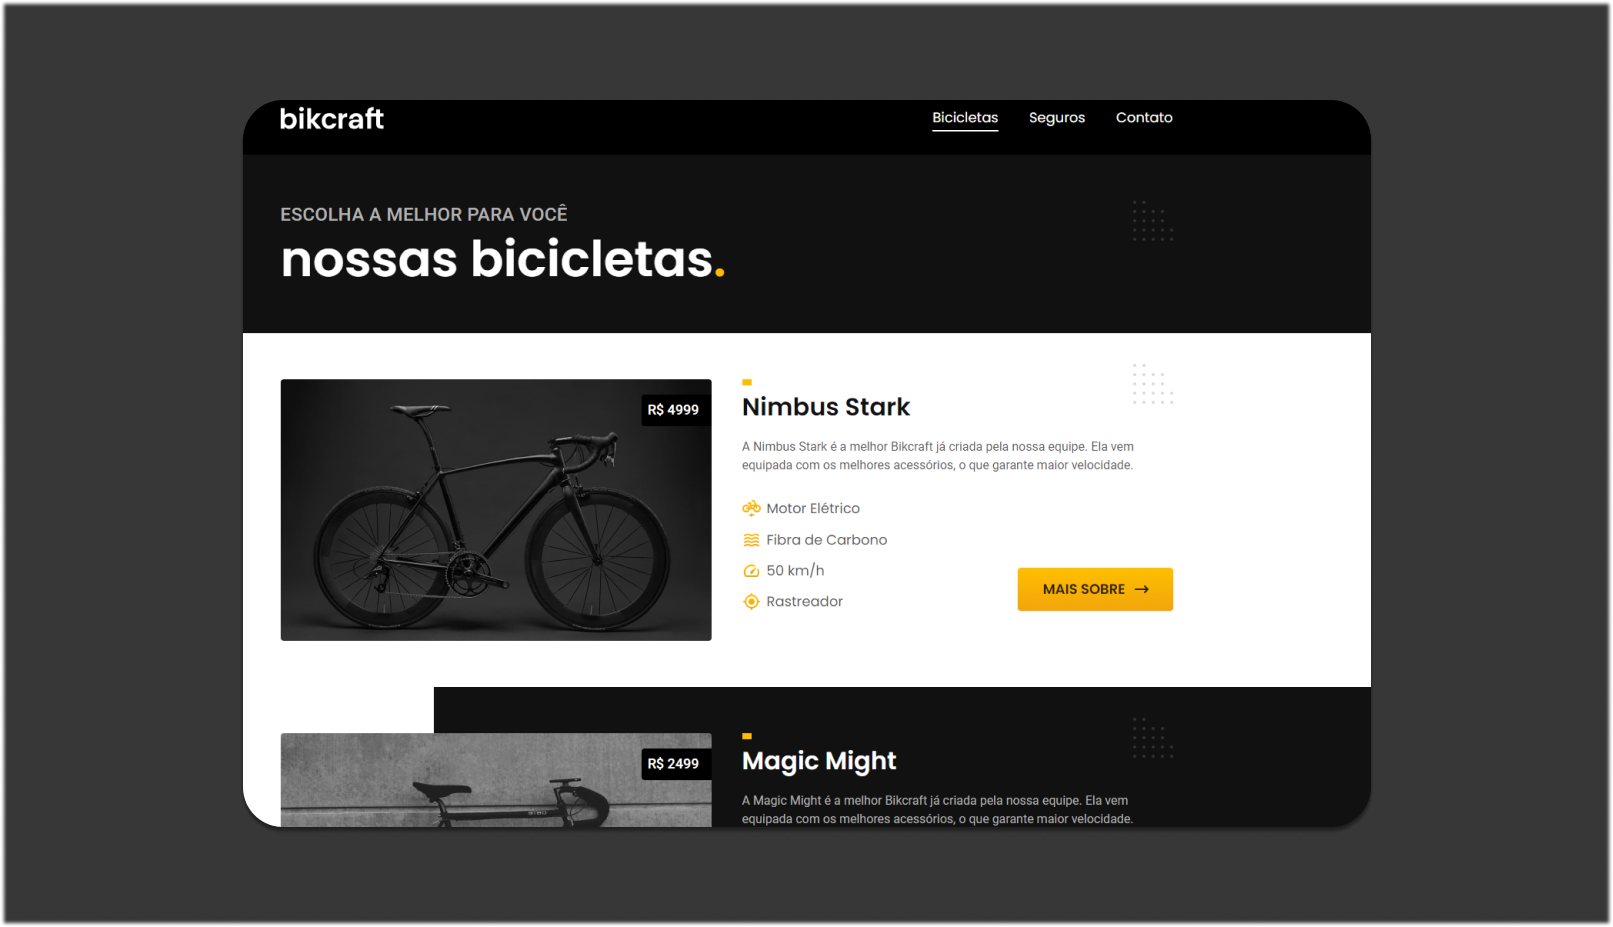 bikcraft
Bicicletas Seguros Contato
ESCOLHA A MELHOR PARA VOCÊ
nossas bicicletas.
R$ 4999
Nimbus Stark
A Nimbus Stark é a melhor Bikcraft já criada pela nossa equipe. Ela vem
equipada com os melhores acessórios, o que garante maior velocidade.
Motor Elétrico
Fibra de Carbono
50 km/h
Rastreador
MAIS SOBRE →
R$ 2499
Magic Might
A Magic Might é a melhor Bikcraft já criada pela nossa equipe. Ela vem
equipada com os melhores acessórios, o que garante maior velocidade.